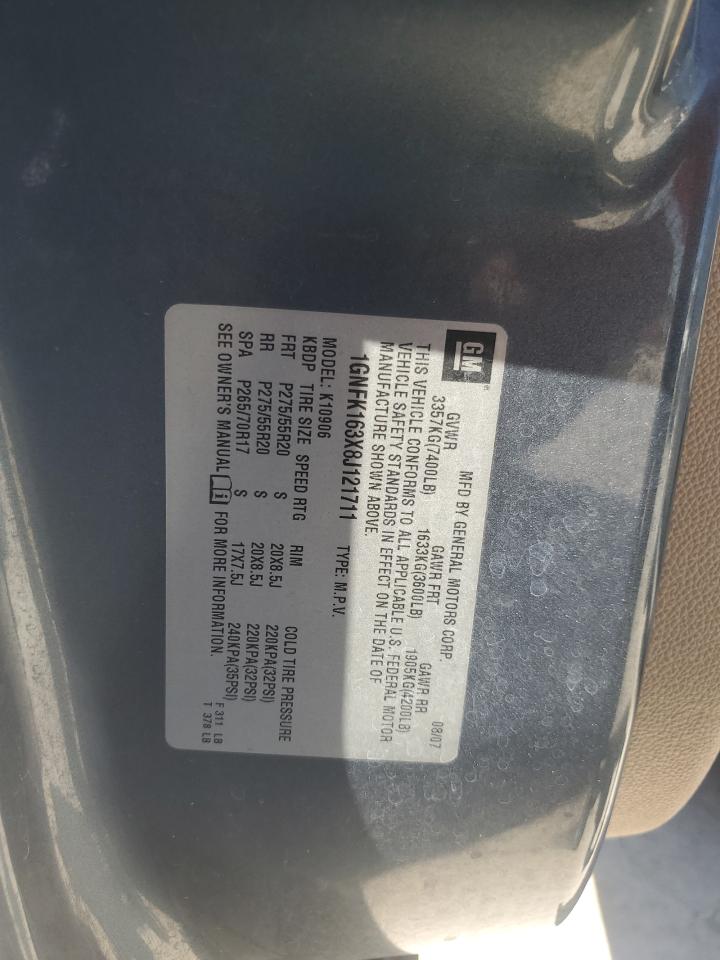 GM
MFD BY GENERAL MOTORS CORP. 08/07
GVWR GAWR FRT GAWR RR
3357KG(7400LB) 1633KG(3600LB) 1905KG(4200LB)
THIS VEHICLE CONFORMS TO ALL APPLICABLE U.S. FEDERAL MOTOR
VEHICLE SAFETY STANDARDS IN EFFECT ON THE DATE OF
MANUFACTURE SHOWN ABOVE.
1GNFK163X8J121711 TYPE: M.P.V.
MODEL: K10906
KBDP TIRE SIZE SPEED RTG RIM COLD TIRE PRESSURE
FRT P275/55R20 S 20X8.5J 220KPA(32PSI)
RR P275/55R20 S 20X8.5J 220KPA(32PSI)
SPA P265/70R17 S 17X7.5J 240KPA(35PSI)
SEE OWNER'S MANUAL i FOR MORE INFORMATION.
F 311 LB
T 378 LB